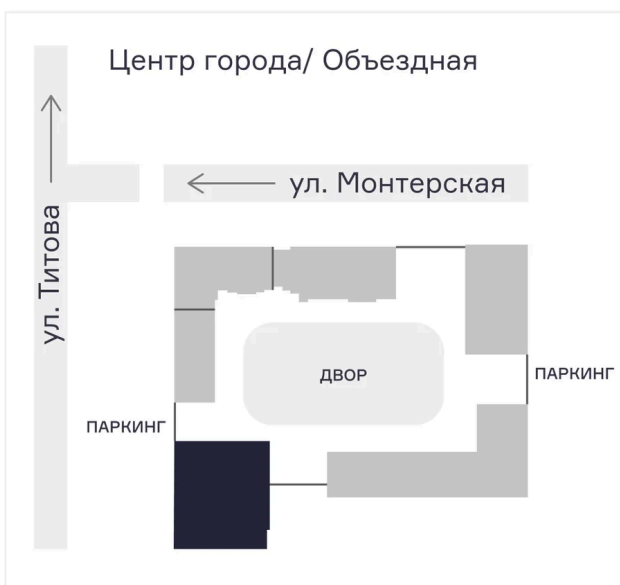 Центр города/ Объездная
ул. Монтерская
ул. Титова
ДВОР
ПАРКИНГ
ПАРКИНГ